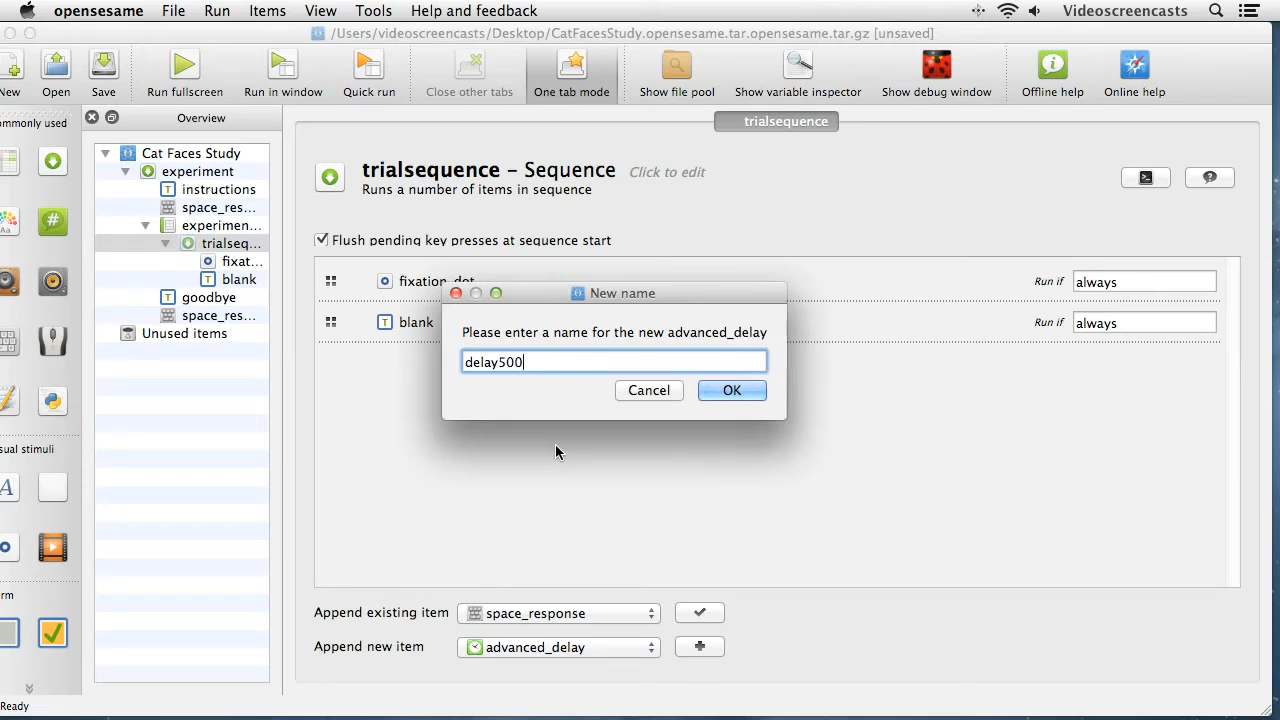 opensesame File Run Items View Tools Help and feedback Videoscreencasts
/Users/videoscreencasts/Desktop/CatFacesStudy.opensesame.tar.opensesame.tar.gz [unsaved]
New Open Save Run fullscreen Run in window Quick run Close other tabs One tab mode Show file pool Show variable inspector Show debug window Offline help Online help
ommonly used
Overview
trialsequence
Cat Faces Study
experiment
instructions
space_res...
experimen...
trialseq...
fixat...
blank
goodbye
space_res...
Unused items
Aa
sual stimuli
A
rm
Ready
trialsequence – Sequence Click to edit
Runs a number of items in sequence
Flush pending key presses at sequence start
fixation_dot Run if always
blank Run if always
New name
Please enter a name for the new advanced_delay
delay500
Cancel OK
Append existing item space_response
Append new item advanced_delay